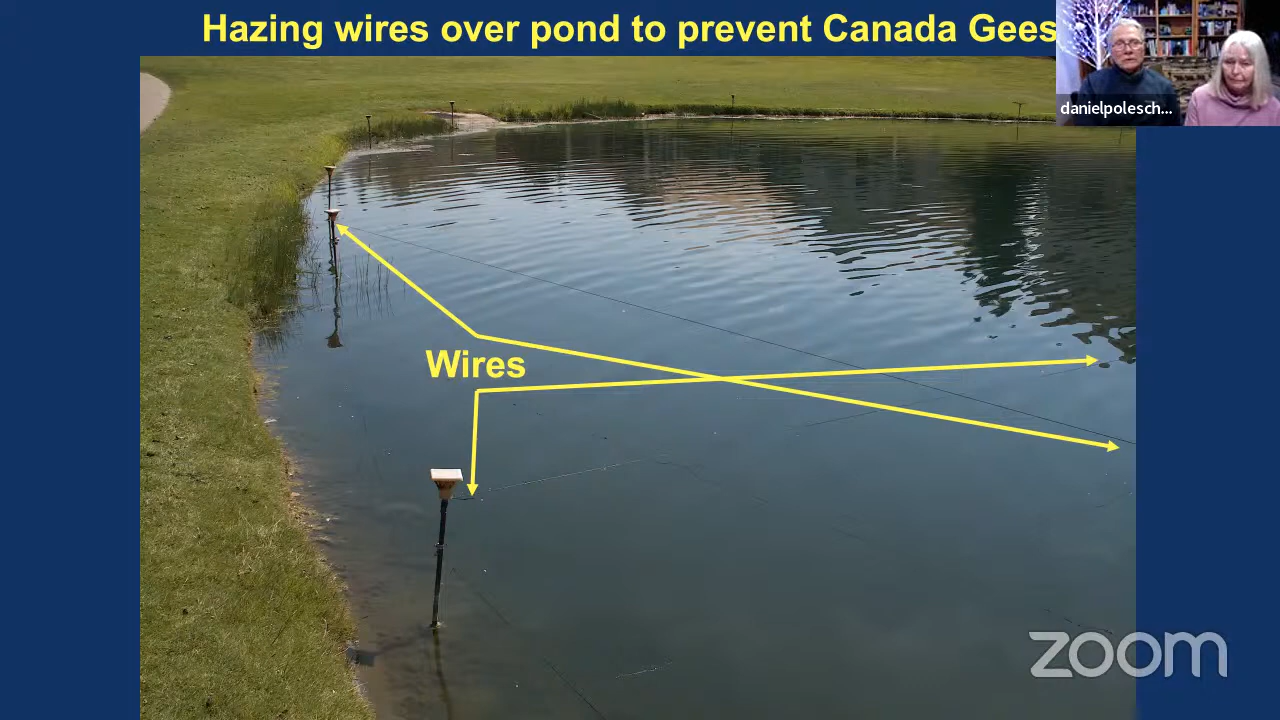 Hazing wires over pond to prevent Canada Gees
danielpolesch...
Wires
zoom